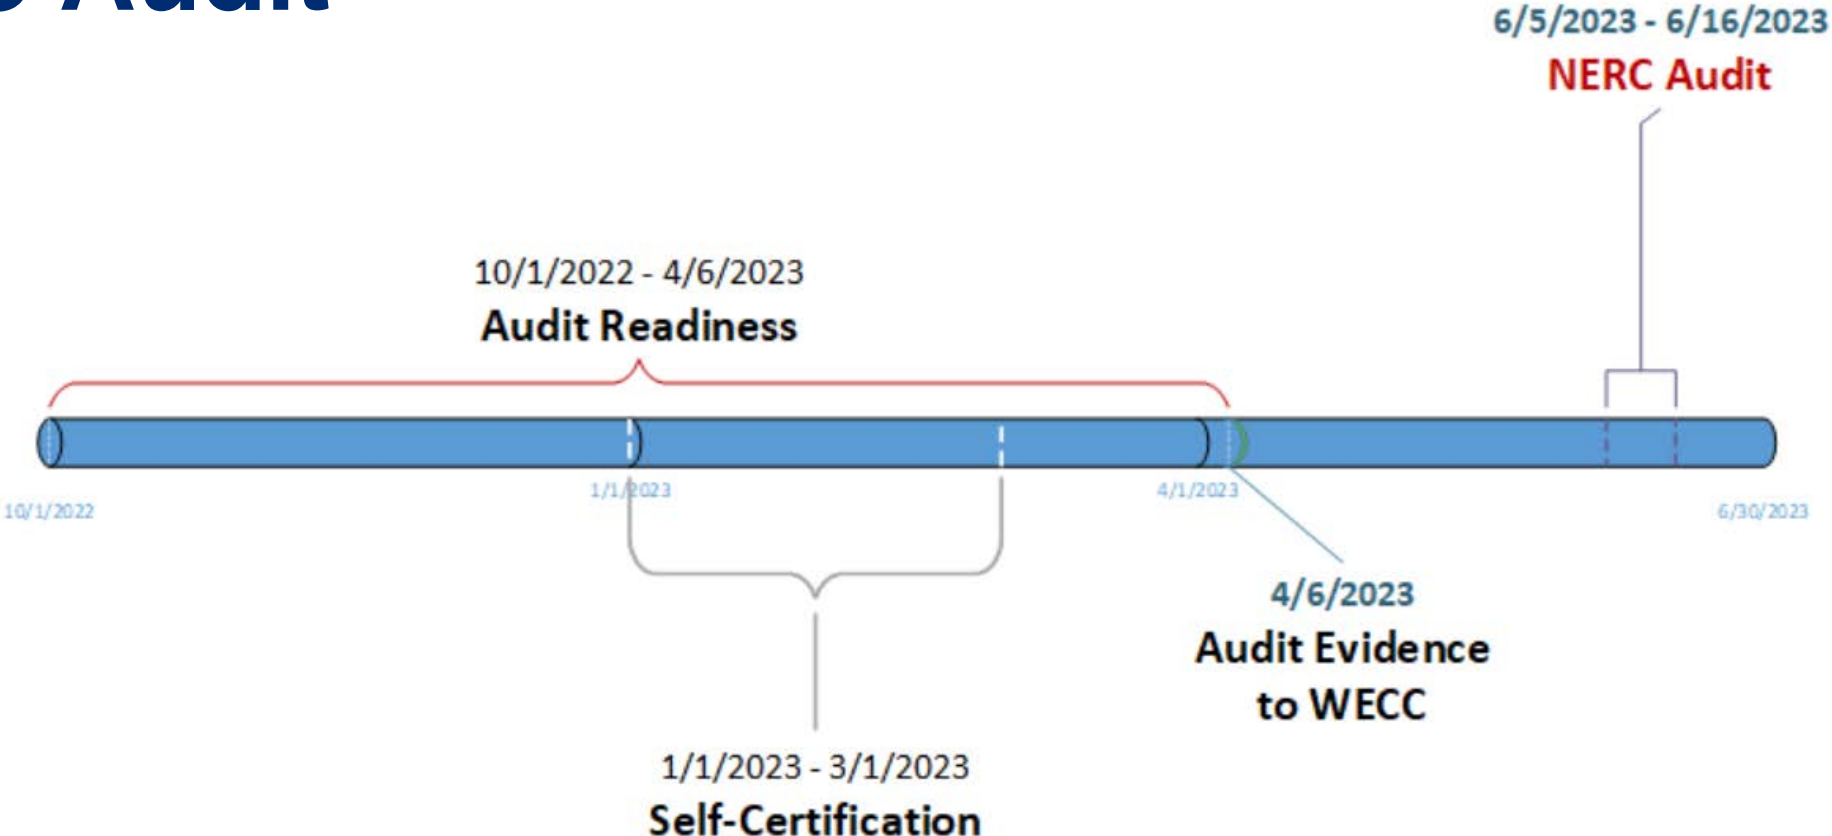 Audit
6/5/2023 - 6/16/2023
NERC Audit
10/1/2022 - 4/6/2023
Audit Readiness
10/1/2022
1/1/2023
4/1/2023
6/30/2023
4/6/2023
Audit Evidence
to WECC
1/1/2023 - 3/1/2023
Self-Certification